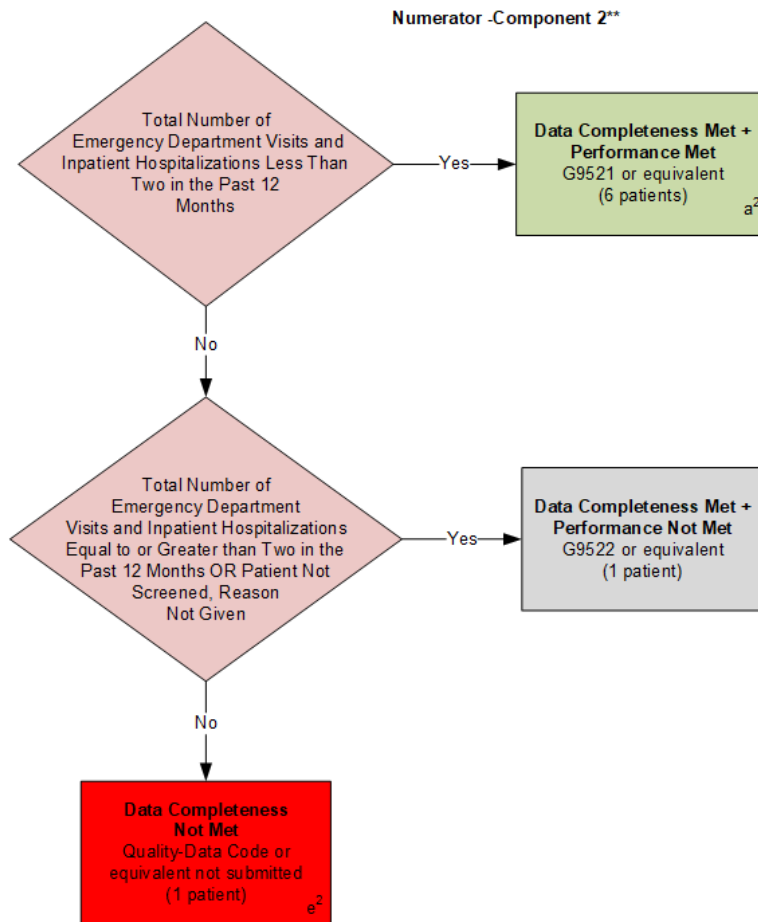 Numerator -Component 2**
Total Number of
Emergency Department Visits and
Inpatient Hospitalizations Less Than
Two in the Past 12
Months
Yes
Data Completeness Met +
Performance Met
G9521 or equivalent
(6 patients)
a²
No
Total Number of
Emergency Department
Visits and Inpatient Hospitalizations
Equal to or Greater than Two in the
Past 12 Months OR Patient Not
Screened, Reason
Not Given
Yes
Data Completeness Met +
Performance Not Met
G9522 or equivalent
(1 patient)
No
Data Completeness
Not Met
Quality-Data Code or
equivalent not submitted
(1 patient)
e²